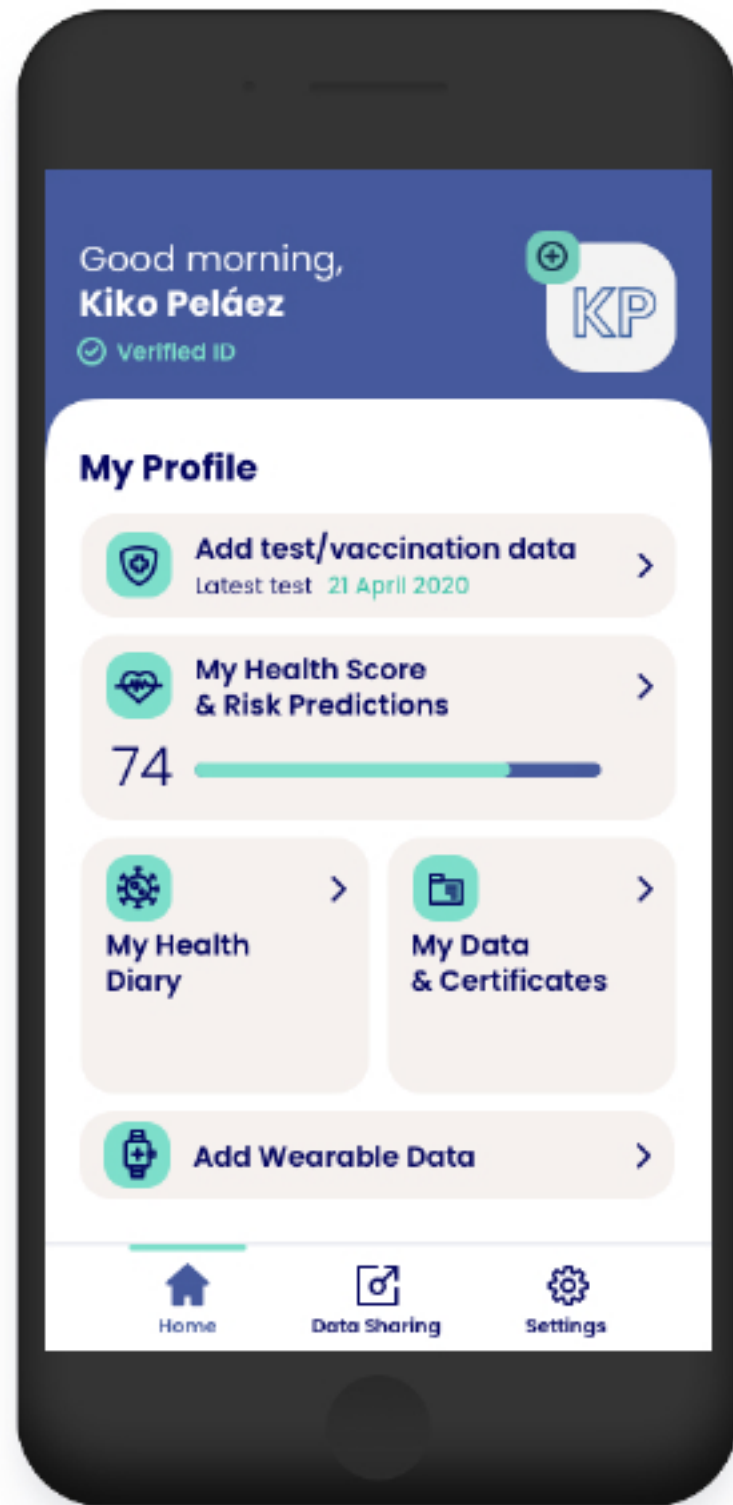 Good morning,
Kiko Peláez
KP
Verified ID
My Profile
Add test/vaccination data
Latest test 21 April 2020
My Health Score
& Risk Predictions
74
My Health
Diary
My Data
& Certificates
Add Wearable Data
Home
Data Sharing
Settings